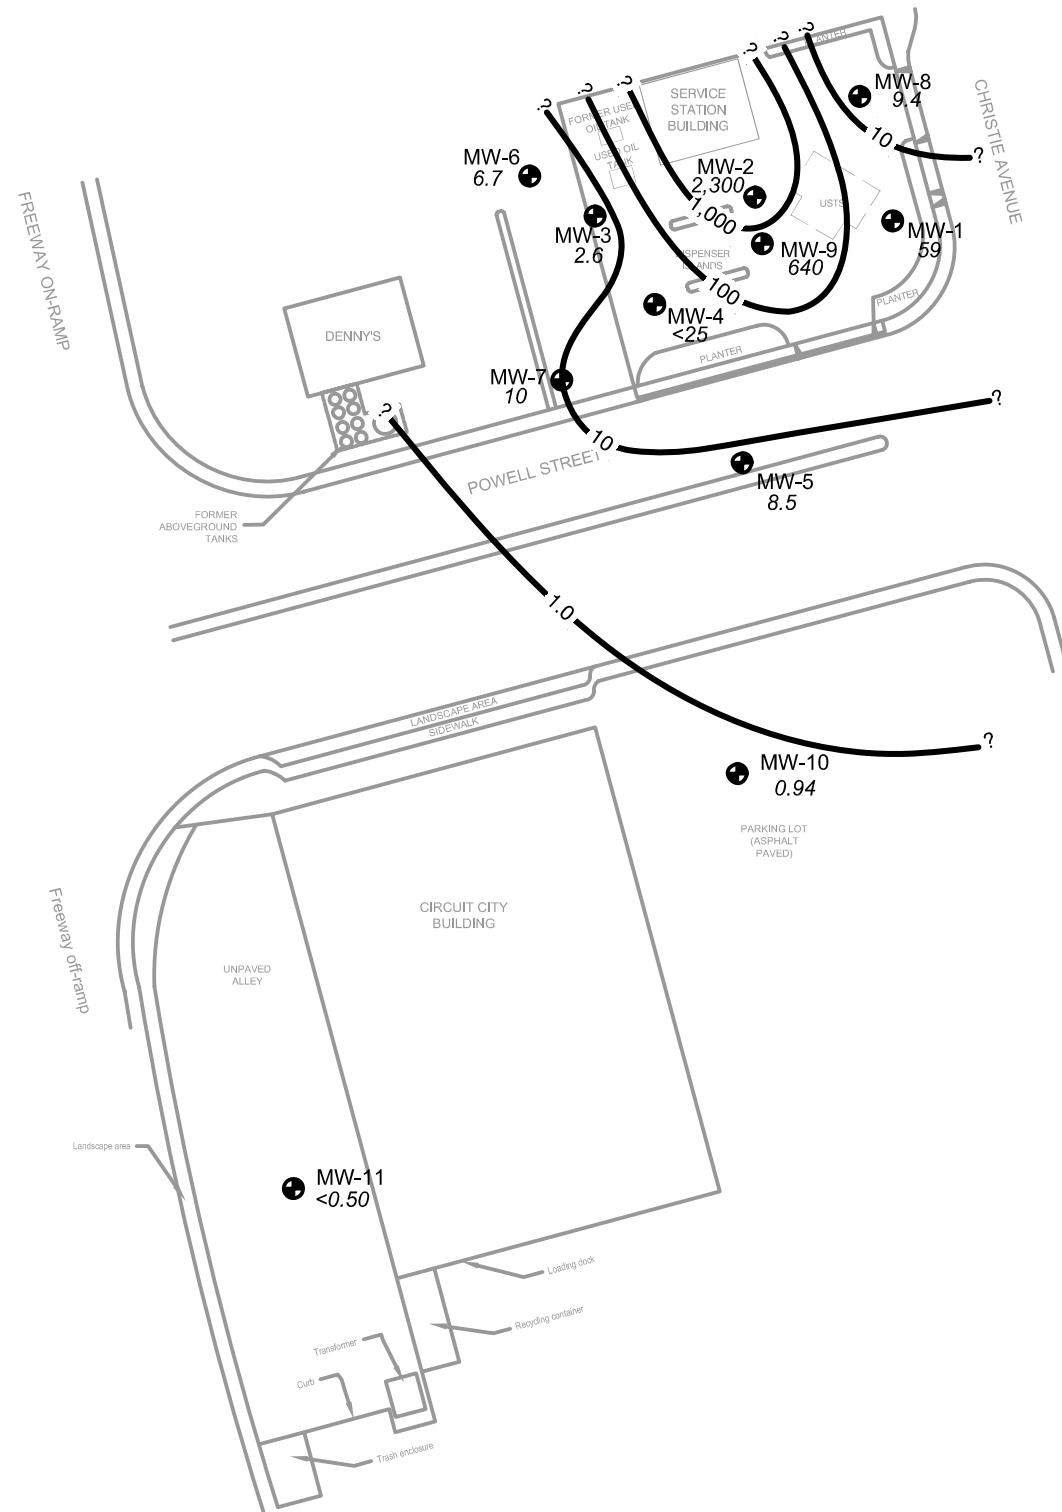 ?
?
?
?
?
?
PLANTER
MW-8
9.4
SERVICE
STATION
BUILDING
CHRISTIE AVENUE
FORMER USED
OIL TANK
10
?
USED OIL
TANK
MW-6
6.7
MW-2
2,300
USTS
1,000
MW-3
2.6
MW-1
59
MW-9
640
DISPENSER
ISLANDS
FREEWAY ON-RAMP
100
PLANTER
MW-4
<25
DENNY'S
PLANTER
MW-7
10
?
?
10
POWELL STREET
MW-5
8.5
FORMER
ABOVEGROUND
TANKS
1.0
LANDSCAPE AREA
SIDEWALK
?
MW-10
0.94
PARKING LOT
(ASPHALT
PAVED)
CIRCUIT CITY
BUILDING
Freeway off-ramp
UNPAVED
ALLEY
Landscape area
MW-11
<0.50
Loading dock
Recycling container
Transformer
Curb
Trash enclosure